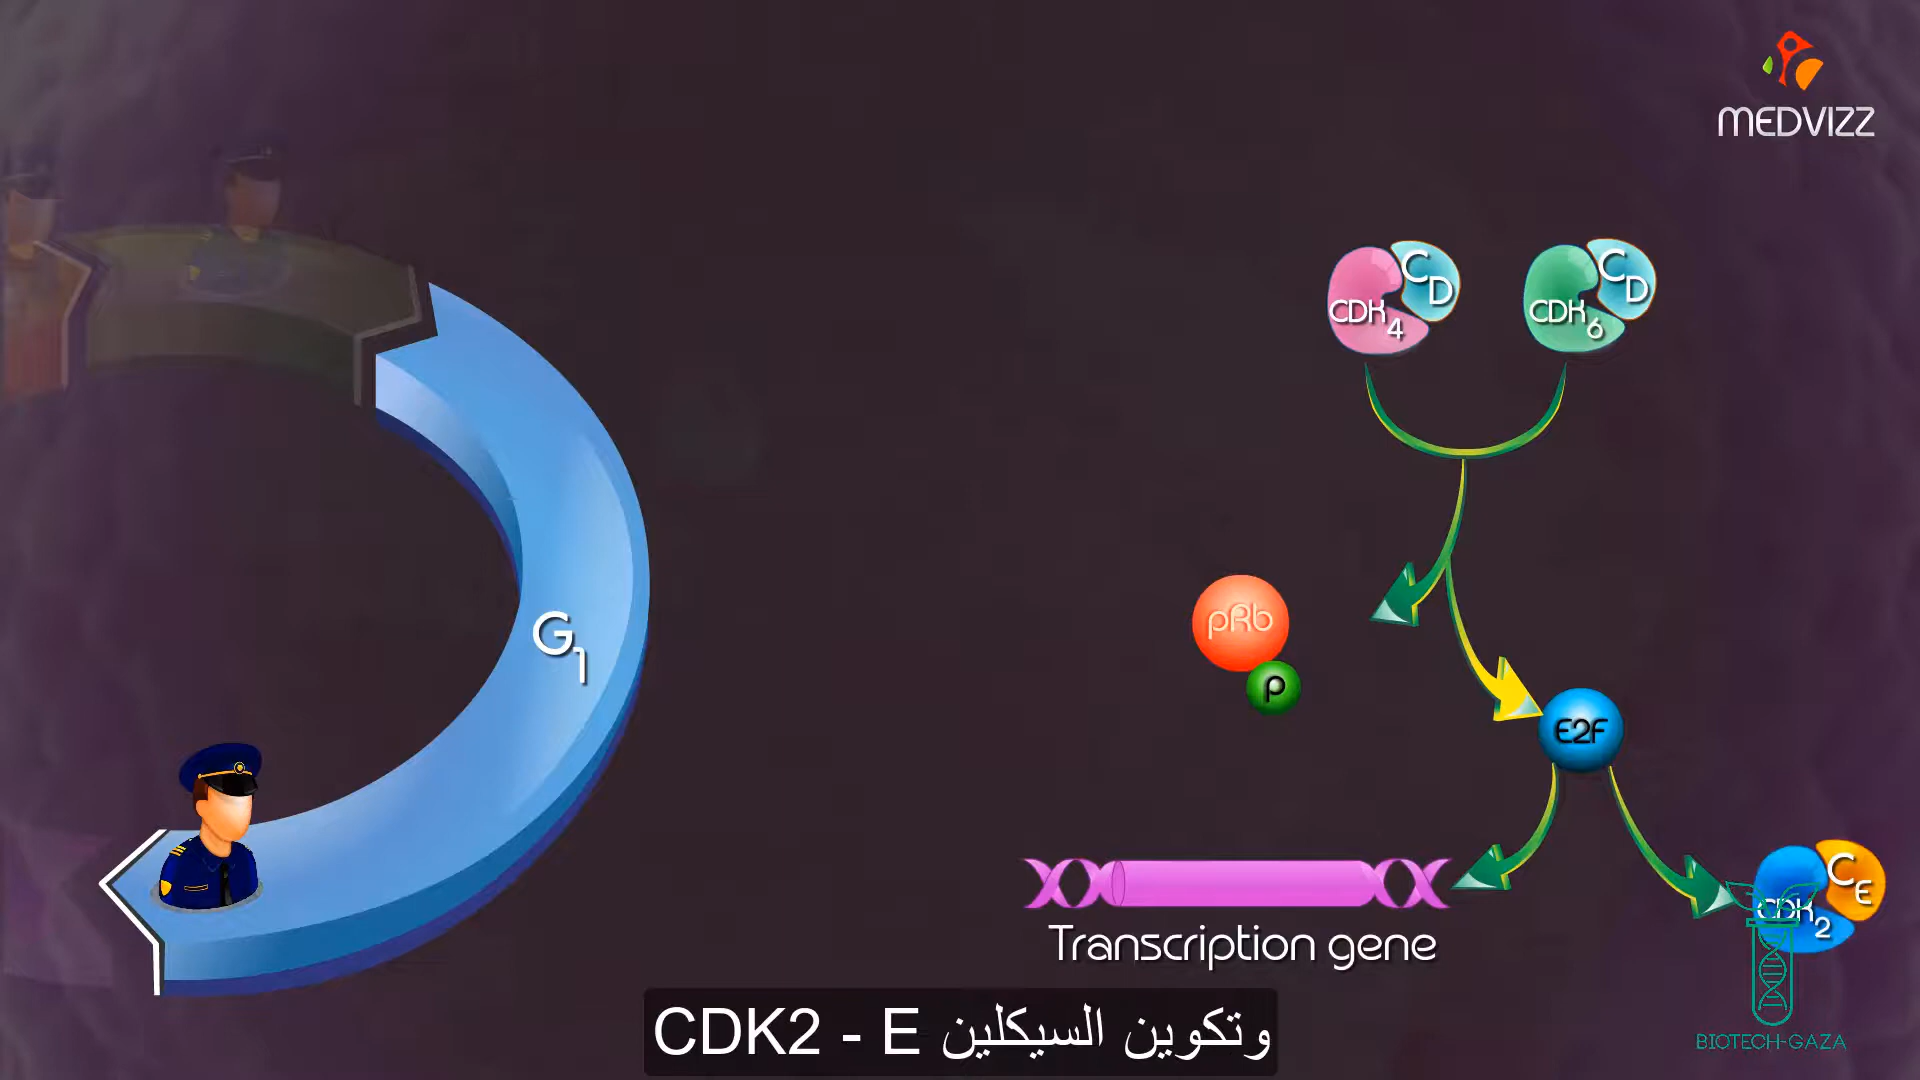 MEDVIZZ
CDK4 CD
CDK6 CD
G1
pRb
P
E2F
CDK2 CE
Transcription gene
وتكوين السيكلين CDK2 - E
BIOTECH-GAZA